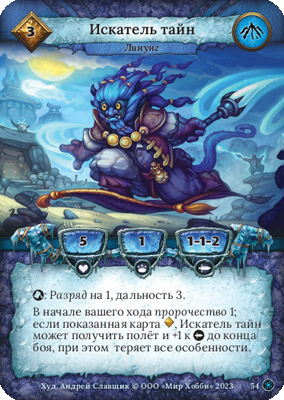 3
Искатель тайн
Линунг
5
1
1-1-2
: Разряд на 1, дальность 3.
В начале вашего хода пророчество 1;
если показанная карта , Искатель тайн
может получить полёт и +1 к до конца
боя, при этом теряет все особенности.
Худ. Андрей Славщик © ООО «Мир Хобби» 2023
54